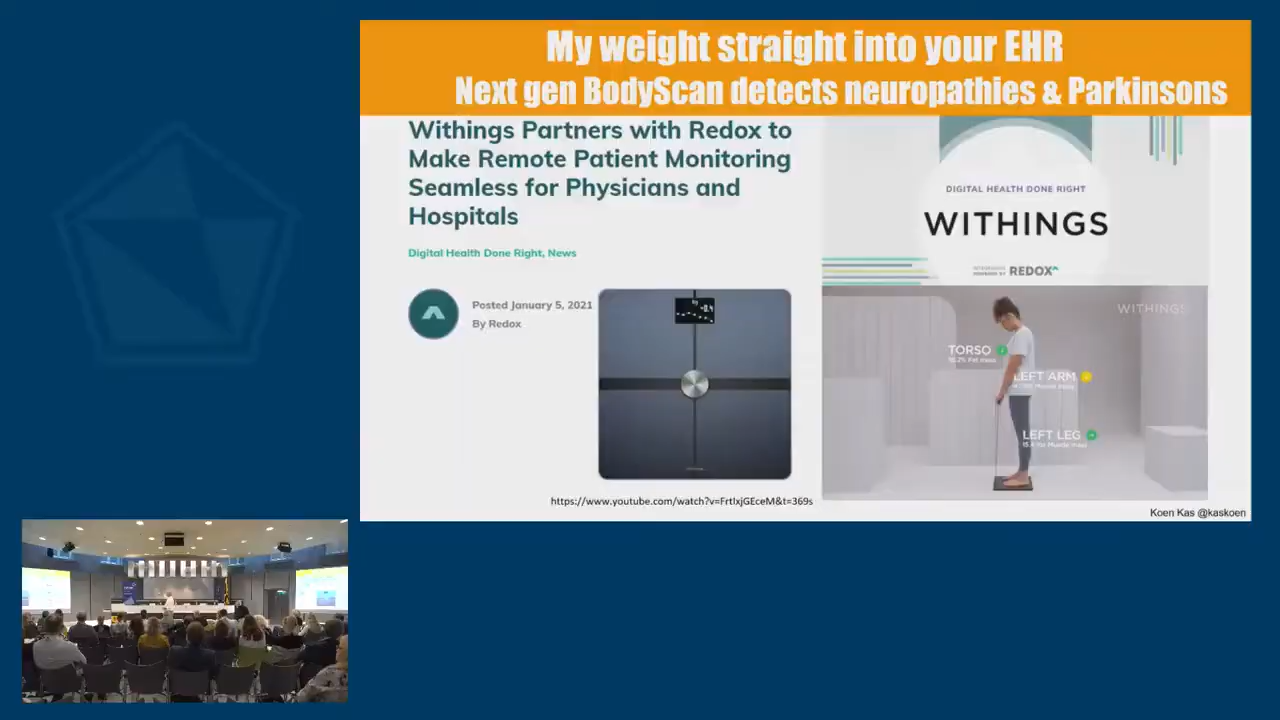 My weight straight into your EHR
Next gen BodyScan detects neuropathies & Parkinsons
Withings Partners with Redox to
Make Remote Patient Monitoring
Seamless for Physicians and
Hospitals
Digital Health Done Right, News
Posted January 5, 2021
By Redox
DIGITAL HEALTH DONE RIGHT
WITHINGS
REDOX
WITHINGS
TORSO
LEFT ARM
LEFT LEG
https://www.youtube.com/watch?v=FrtlxjGEceM&t=369s
Koen Kas @kaskoen